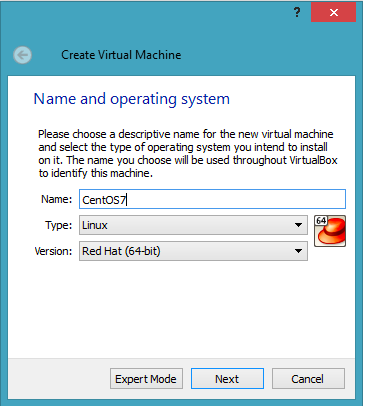 ?
Create Virtual Machine
Name and operating system
Please choose a descriptive name for the new virtual machine
and select the type of operating system you intend to install
on it. The name you choose will be used throughout VirtualBox
to identify this machine.
Name: CentOS7
Type: Linux
64
Version: Red Hat (64-bit)
Expert Mode Next Cancel